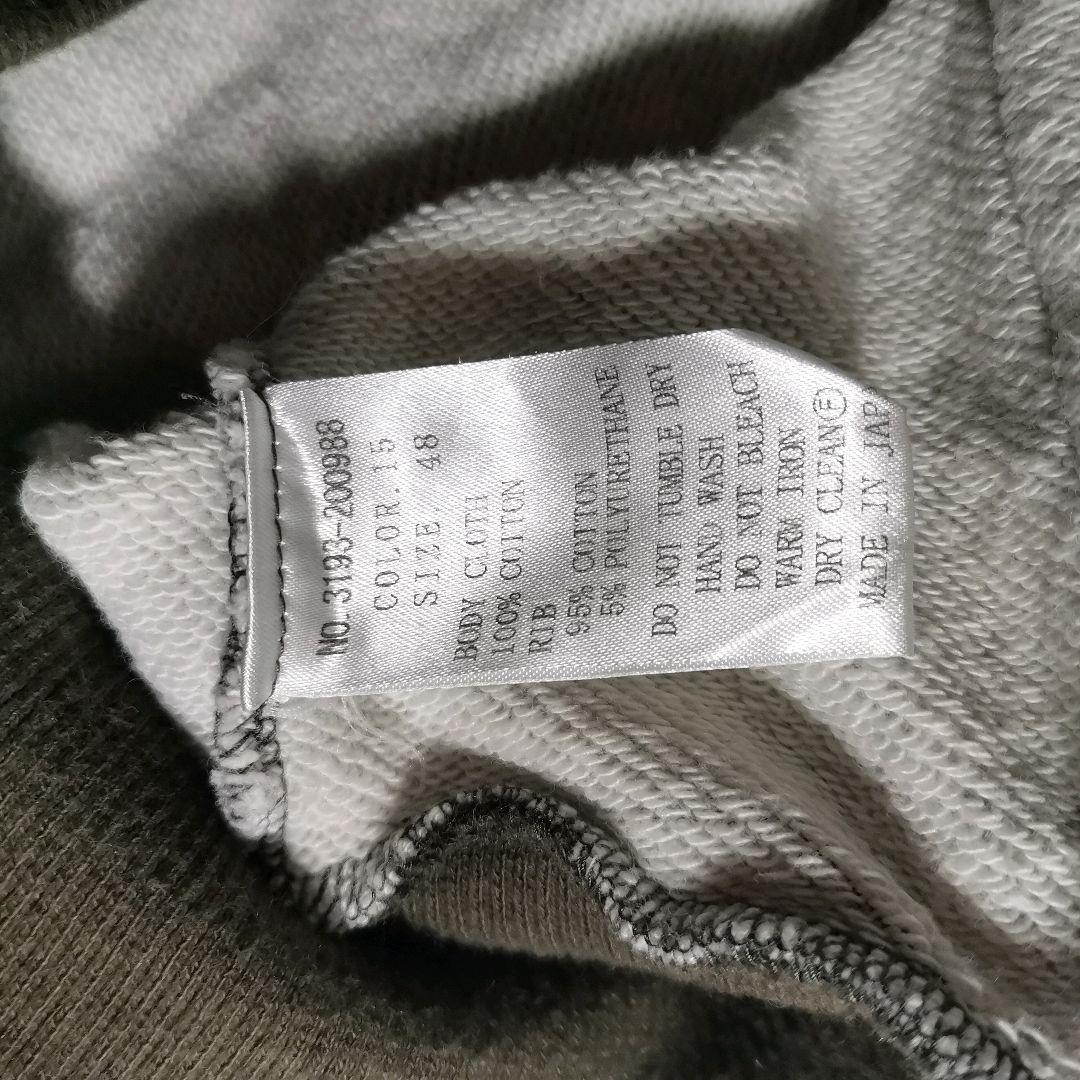 NO.3193-200988
COLOR.15
SIZE. 48
BODY CLOTH
100% COTTON
RIB
95% COTTON
5% POLYURETHANE
DO NOT TUMBLE DRY
HAND WASH
DO NOT BLEACH
WARM IRON
DRY CLEAN Ⓕ
MADE IN JAPA